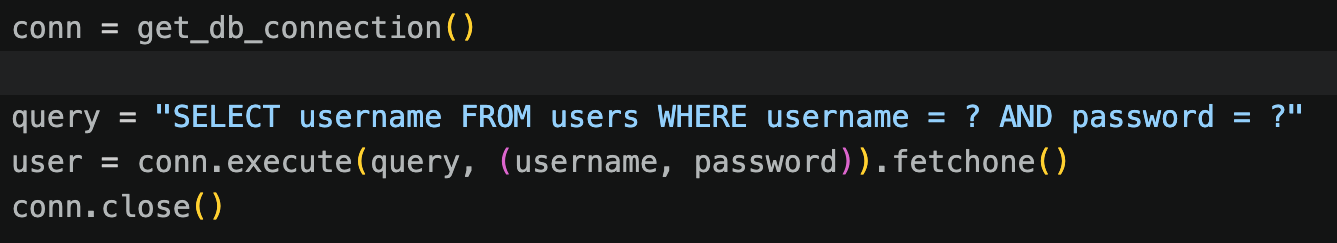 conn = get_db_connection()
query = "SELECT username FROM users WHERE username = ? AND password = ?"
user = conn.execute(query, (username, password)).fetchone()
conn.close()